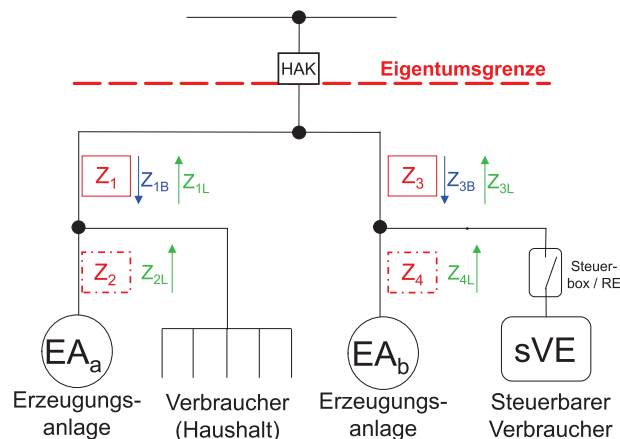 HAK
Eigentumsgrenze
Z1 Z1B Z1L
Z3 Z3B Z3L
Z2 Z2L
Z4 Z4L
Steuer-
box / RE
EAa
EAb
sVE
Erzeugungs-
anlage
Verbraucher
(Haushalt)
Erzeugungs-
anlage
Steuerbarer
Verbraucher